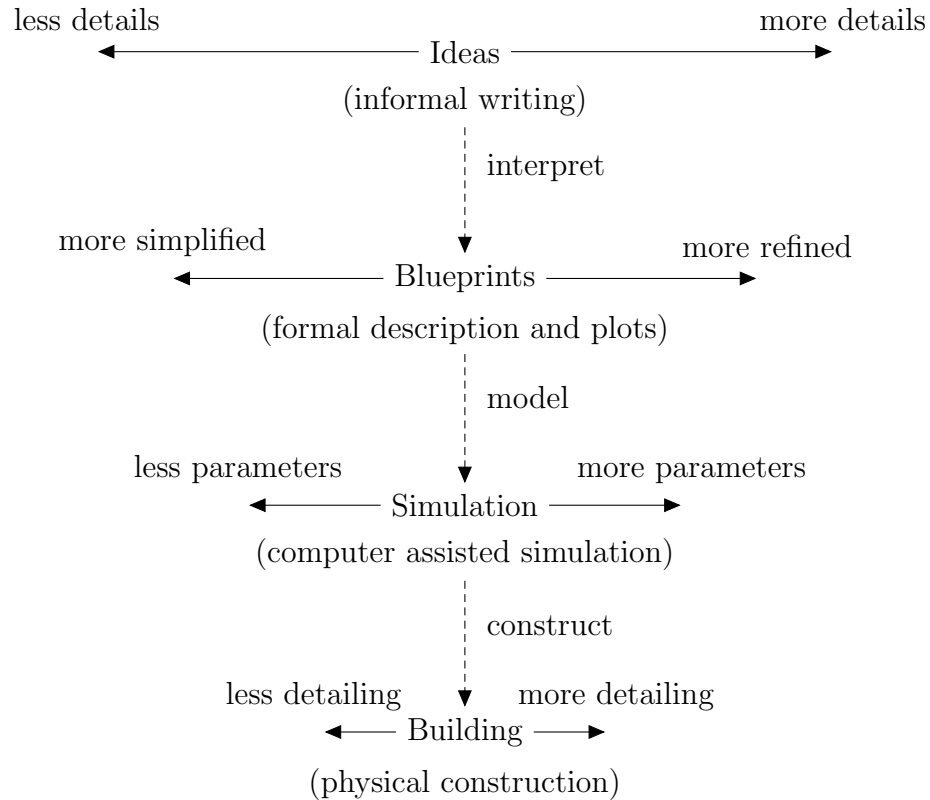 less details
more details
Ideas
(informal writing)
interpret
more simplified
more refined
Blueprints
(formal description and plots)
model
less parameters
more parameters
Simulation
(computer assisted simulation)
construct
less detailing
more detailing
Building
(physical construction)